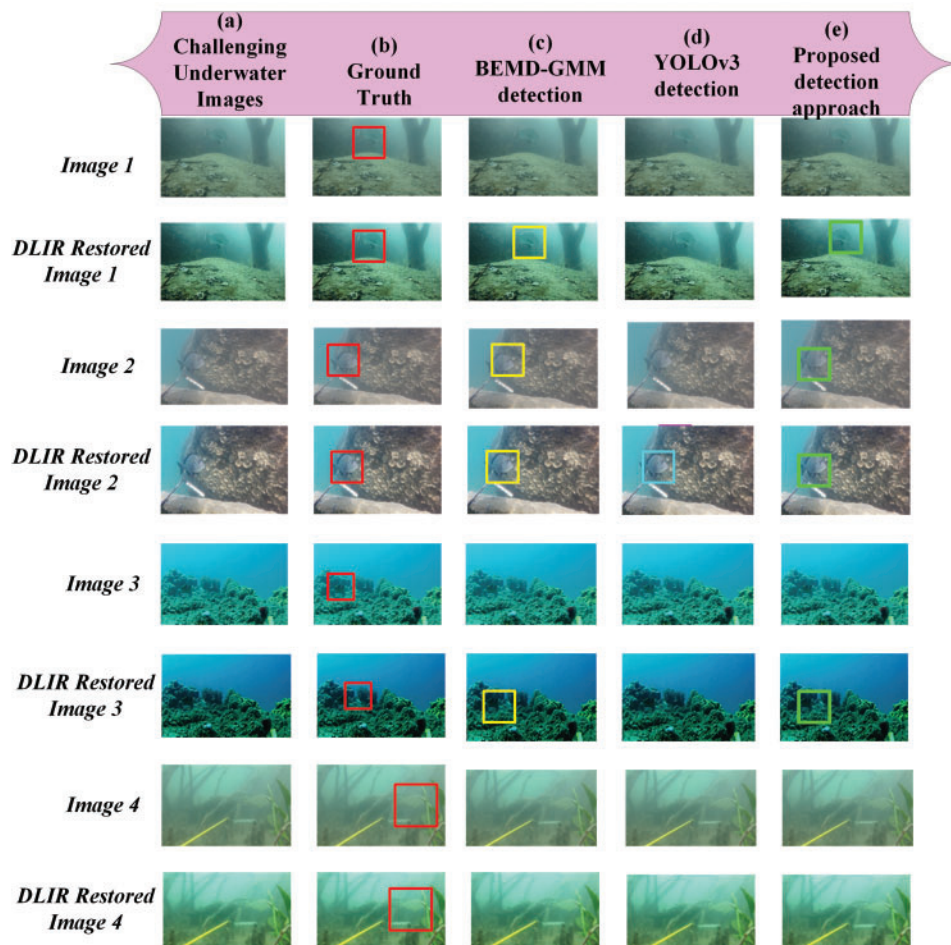 (a)
Challenging
Underwater
Images
(b)
Ground
Truth
(c)
BEMD-GMM
detection
(d)
YOLOv3
detection
(e)
Proposed
detection
approach
Image 1
DLIR Restored
Image 1
Image 2
DLIR Restored
Image 2
Image 3
DLIR Restored
Image 3
Image 4
DLIR Restored
Image 4